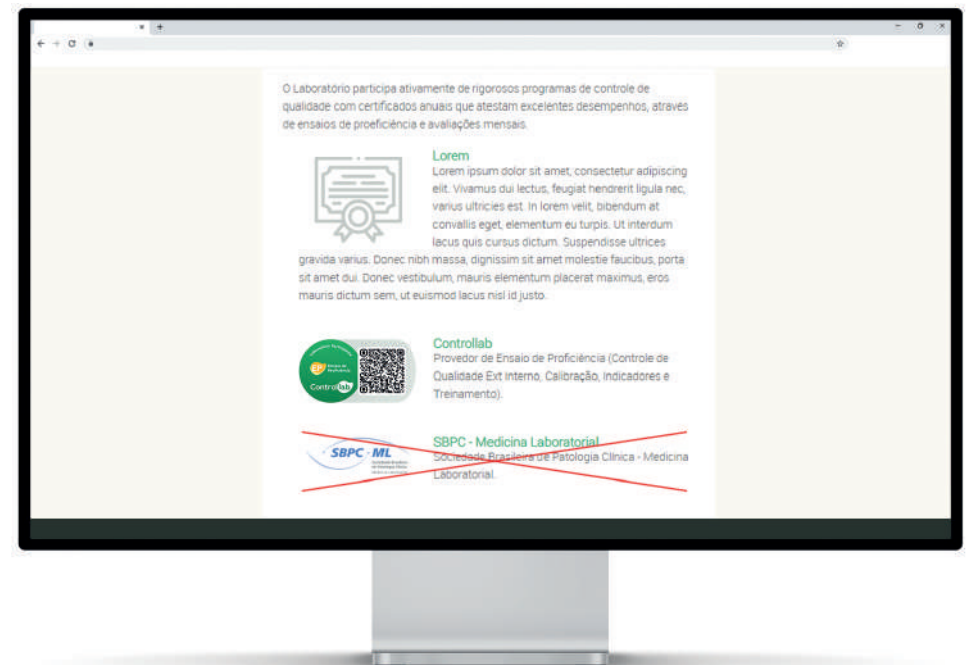 O Laboratório participa ativamente de rigorosos programas de controle de
qualidade com certificados anuais que atestam excelentes desempenhos, através
de ensaios de proeficiência e avaliações mensais.
Lorem
Lorem ipsum dolor sit amet, consectetur adipiscing
elit. Vivamus dui lectus, feugiat hendrerit ligula nec,
varius ultricies est. In lorem velit, bibendum at
convallis eget, elementum eu turpis. Ut interdum
lacus quis cursus dictum. Suspendisse ultrices
gravida varius. Donec nibh massa, dignissim sit amet molestie faucibus, porta
sit amet dui. Donec vestibulum, mauris elementum placerat maximus, eros
mauris dictum sem, ut euismod lacus nisl id justo.
EP
Ensaio de
Proficiência
Controllab
Controllab
Provedor de Ensaio de Proficiência (Controle de
Qualidade Ext Interno, Calibração, Indicadores e
Treinamento).
SBPC · ML
SBPC - Medicina Laboratorial
Sociedade Brasileira de Patologia Clínica - Medicina
Laboratorial.